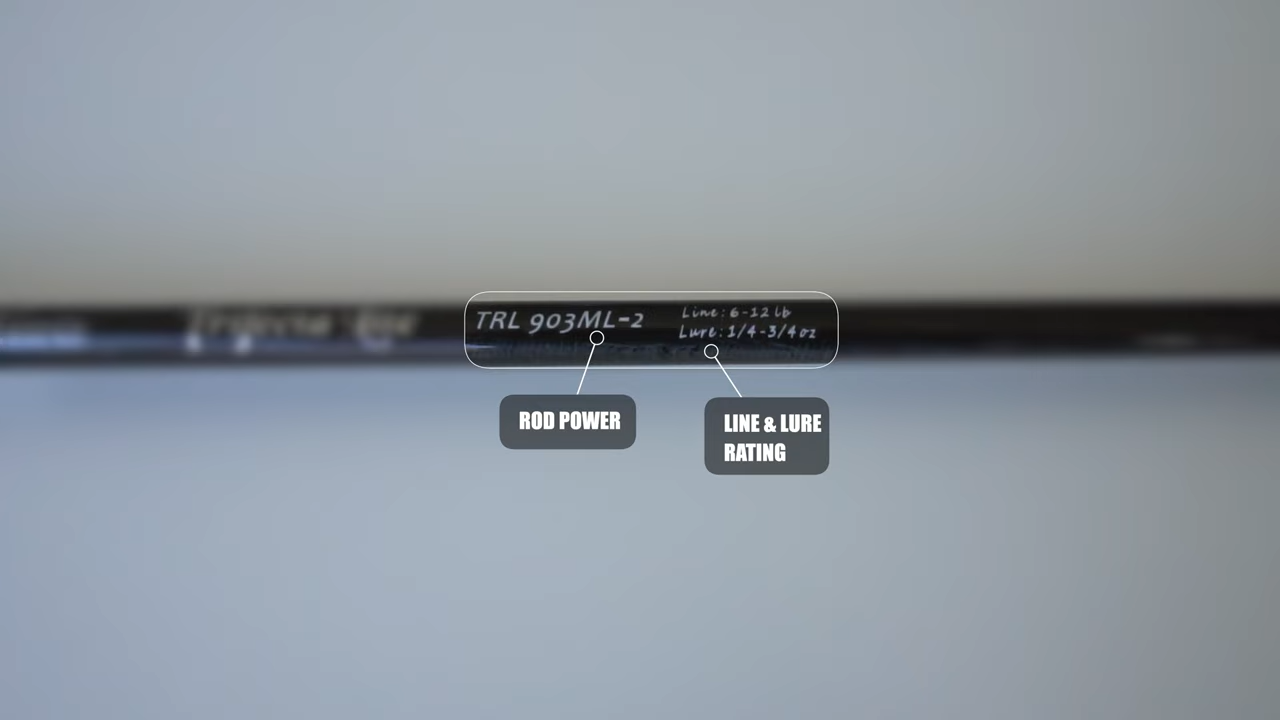 TRL 903ML-2
Line: 6-12 lb
Lure: 1/4-3/4 oz
ROD POWER
LINE & LURE
RATING